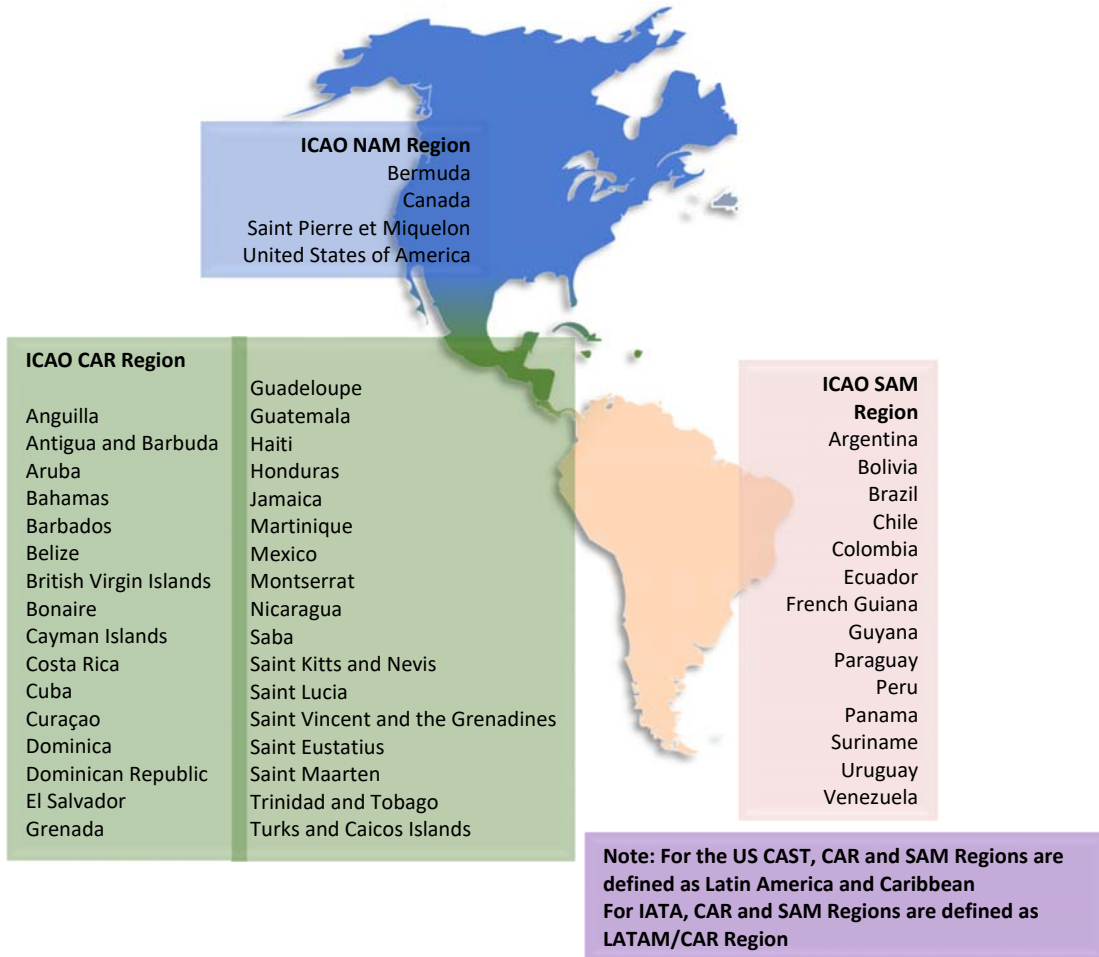 ICAO NAM Region
Bermuda
Canada
Saint Pierre et Miquelon
United States of America
ICAO CAR Region
Anguilla
Antigua and Barbuda
Aruba
Bahamas
Barbados
Belize
British Virgin Islands
Bonaire
Cayman Islands
Costa Rica
Cuba
Curaçao
Dominica
Dominican Republic
El Salvador
Grenada
Guadeloupe
Guatemala
Haiti
Honduras
Jamaica
Martinique
Mexico
Montserrat
Nicaragua
Saba
Saint Kitts and Nevis
Saint Lucia
Saint Vincent and the Grenadines
Saint Eustatius
Saint Maarten
Trinidad and Tobago
Turks and Caicos Islands
ICAO SAM
Region
Argentina
Bolivia
Brazil
Chile
Colombia
Ecuador
French Guiana
Guyana
Paraguay
Peru
Panama
Suriname
Uruguay
Venezuela
Note: For the US CAST, CAR and SAM Regions are
defined as Latin America and Caribbean
For IATA, CAR and SAM Regions are defined as
LATAM/CAR Region